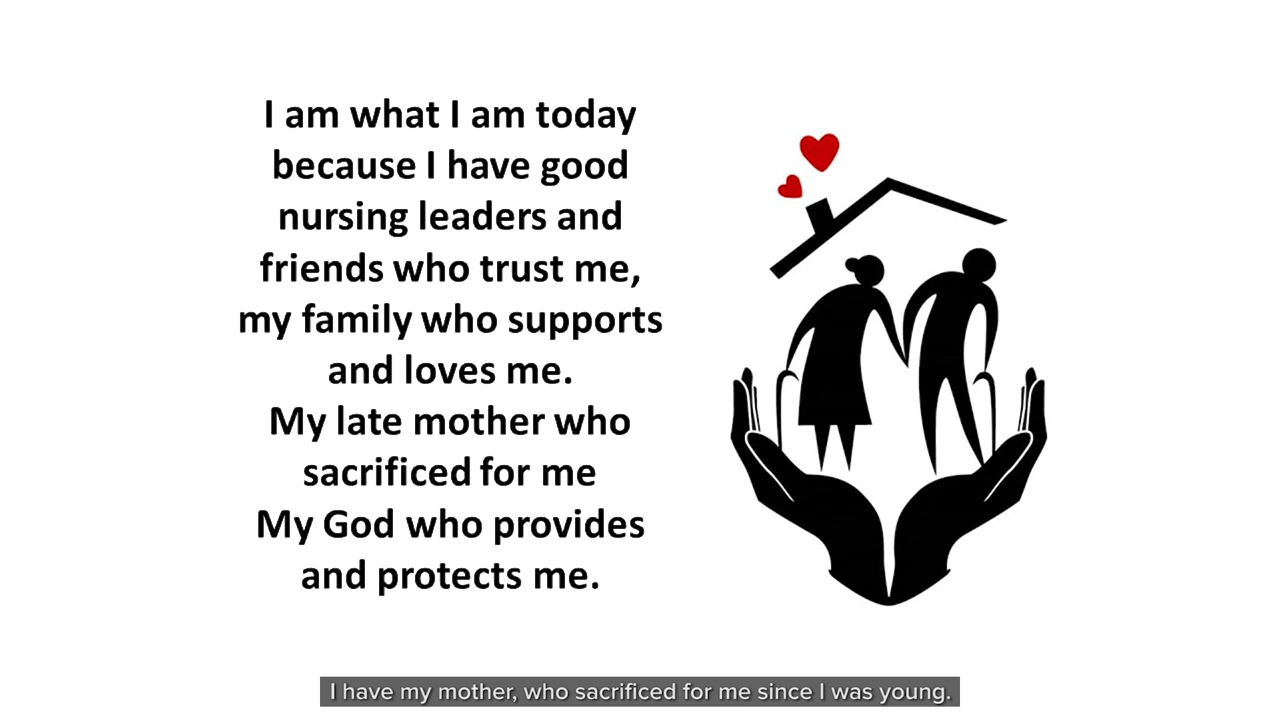 I am what I am today
because I have good
nursing leaders and
friends who trust me,
my family who supports
and loves me.
My late mother who
sacrificed for me
My God who provides
and protects me.
I have my mother, who sacrificed for me since I was young.